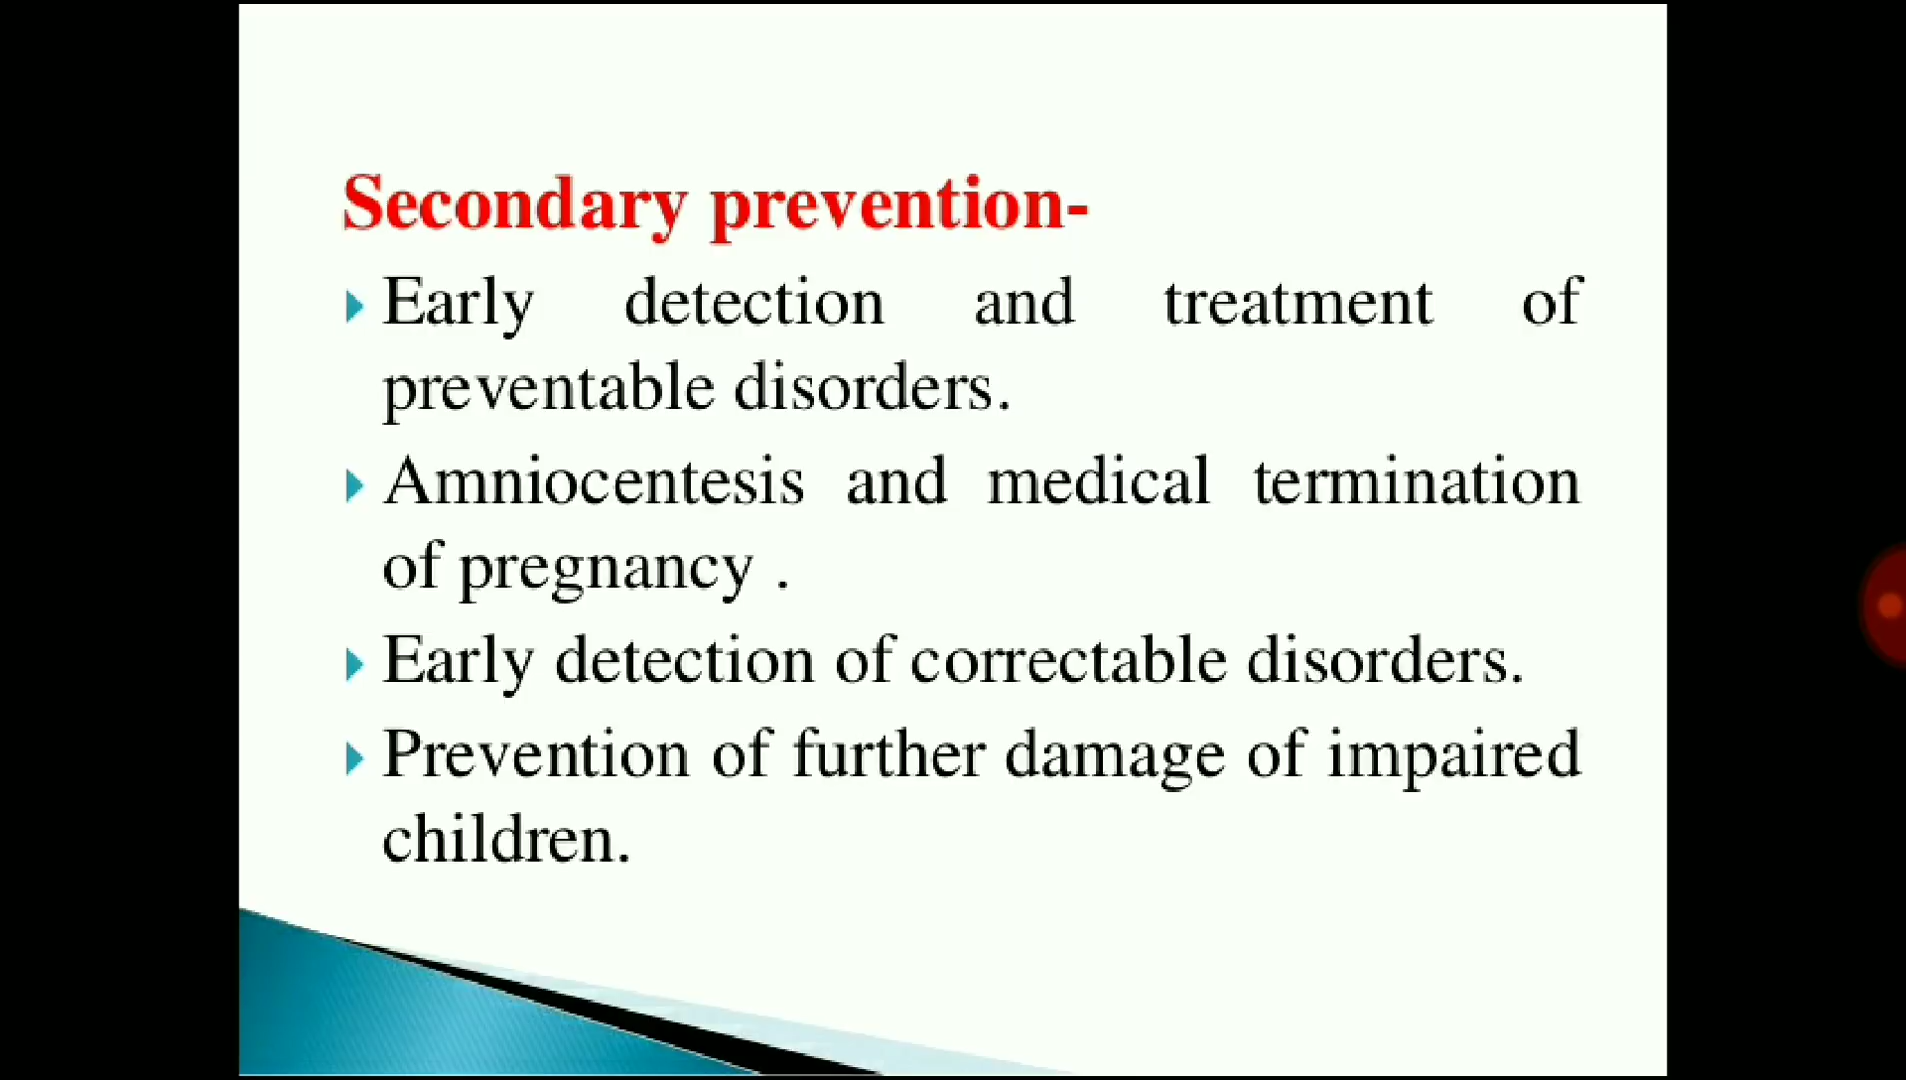 Secondary prevention-
Early detection and treatment of
preventable disorders.
Amniocentesis and medical termination
of pregnancy .
Early detection of correctable disorders.
Prevention of further damage of impaired
children.